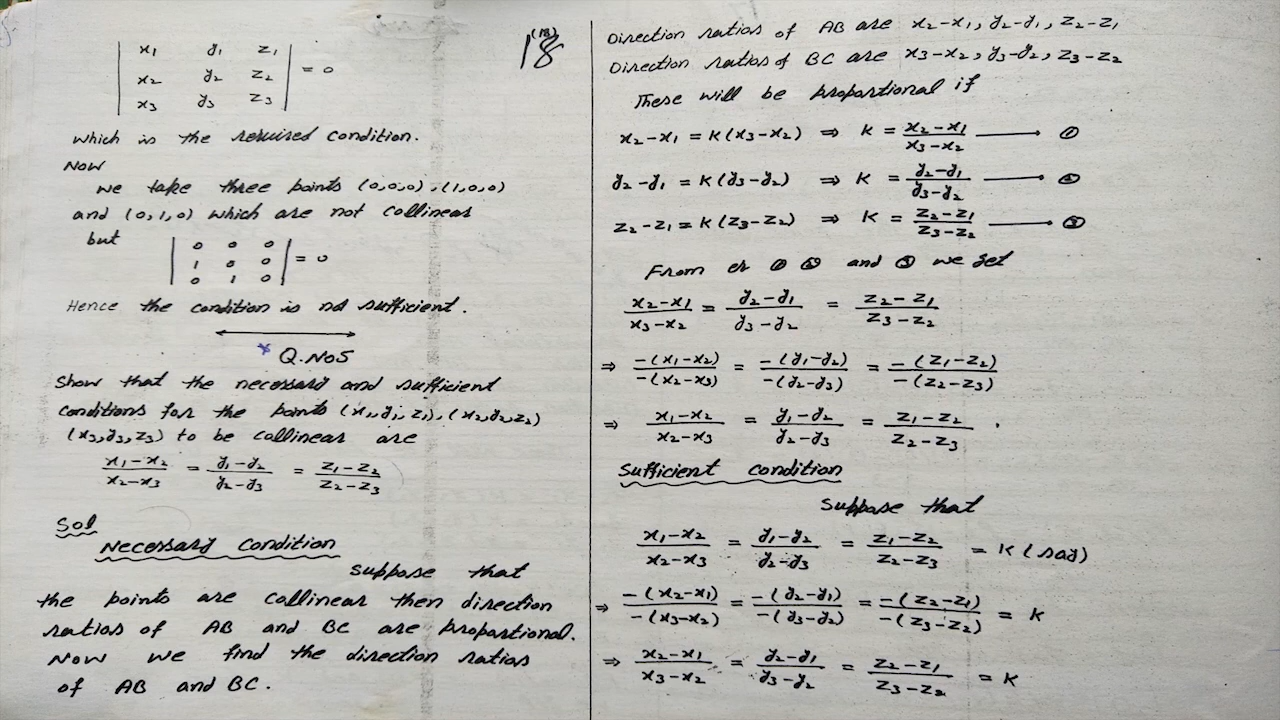 | x1 y1 z1 |
| x2 y2 z2 | = 0
| x3 y3 z3 |
which is the required condition.
Now
we take three points (0,0,0), (1,0,0)
and (0,1,0) which are not collinear
but
| 0 0 0 |
| 1 0 0 | = 0
| 0 1 0 |
Hence the condition is not sufficient.
Q.No5
Show that the necessary and sufficient
conditions for the points (x1,y1,z1), (x2,y2,z2)
(x3,y3,z3) to be collinear are
x1-x2/x2-x3 = y1-y2/y2-y3 = z1-z2/z2-z3
Sol
Necessary condition
Suppose that
the points are collinear then direction
ratios of AB and BC are proportional.
Now we find the direction ratios
of AB and BC.
(18)
18
Direction ratios of AB are x2-x1, y2-y1, z2-z1
Direction ratios of BC are x3-x2, y3-y2, z3-z2
These will be proportional if
x2-x1 = K(x3-x2) ⇒ K = x2-x1/x3-x2 —— ①
y2-y1 = K(y3-y2) ⇒ K = y2-y1/y3-y2 —— ②
z2-z1 = K(z3-z2) ⇒ K = z2-z1/z3-z2 —— ③
From er ① ② and ③ we get
x2-x1/x3-x2 = y2-y1/y3-y2 = z2-z1/z3-z2
⇒ -(x1-x2)/-(x2-x3) = -(y1-y2)/-(y2-y3) = -(z1-z2)/-(z2-z3)
⇒ x1-x2/x2-x3 = y1-y2/y2-y3 = z1-z2/z2-z3 .
Sufficient condition
Suppose that
x1-x2/x2-x3 = y1-y2/y2-y3 = z1-z2/z2-z3 = K (say)
⇒ -(x2-x1)/-(x3-x2) = -(y2-y1)/-(y3-y2) = -(z2-z1)/-(z3-z2) = K
⇒ x2-x1/x3-x2 = y2-y1/y3-y2 = z2-z1/z3-z2 = K